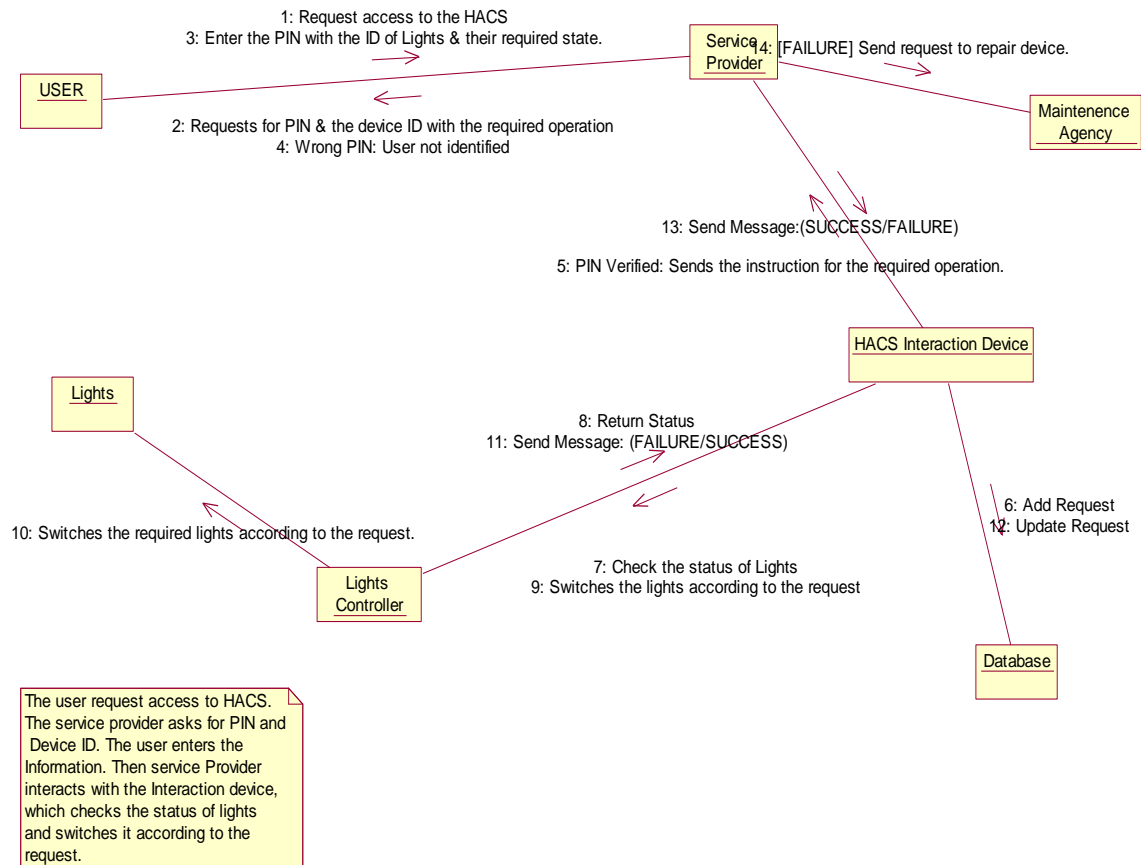 1: Request access to the HACS
3: Enter the PIN with the ID of Lights & their required state.
Service
Provider
14: [FAILURE] Send request to repair device.
USER
Maintenence
Agency
2: Requests for PIN & the device ID with the required operation
4: Wrong PIN: User not identified
13: Send Message:(SUCCESS/FAILURE)
5: PIN Verified: Sends the instruction for the required operation.
HACS Interaction Device
Lights
8: Return Status
11: Send Message: (FAILURE/SUCCESS)
6: Add Request
12: Update Request
10: Switches the required lights according to the request.
7: Check the status of Lights
9: Switches the lights according to the request
Lights
Controller
Database
The user request access to HACS.
The service provider asks for PIN and
Device ID. The user enters the
Information. Then service Provider
interacts with the Interaction device,
which checks the status of lights
and switches it according to the
request.